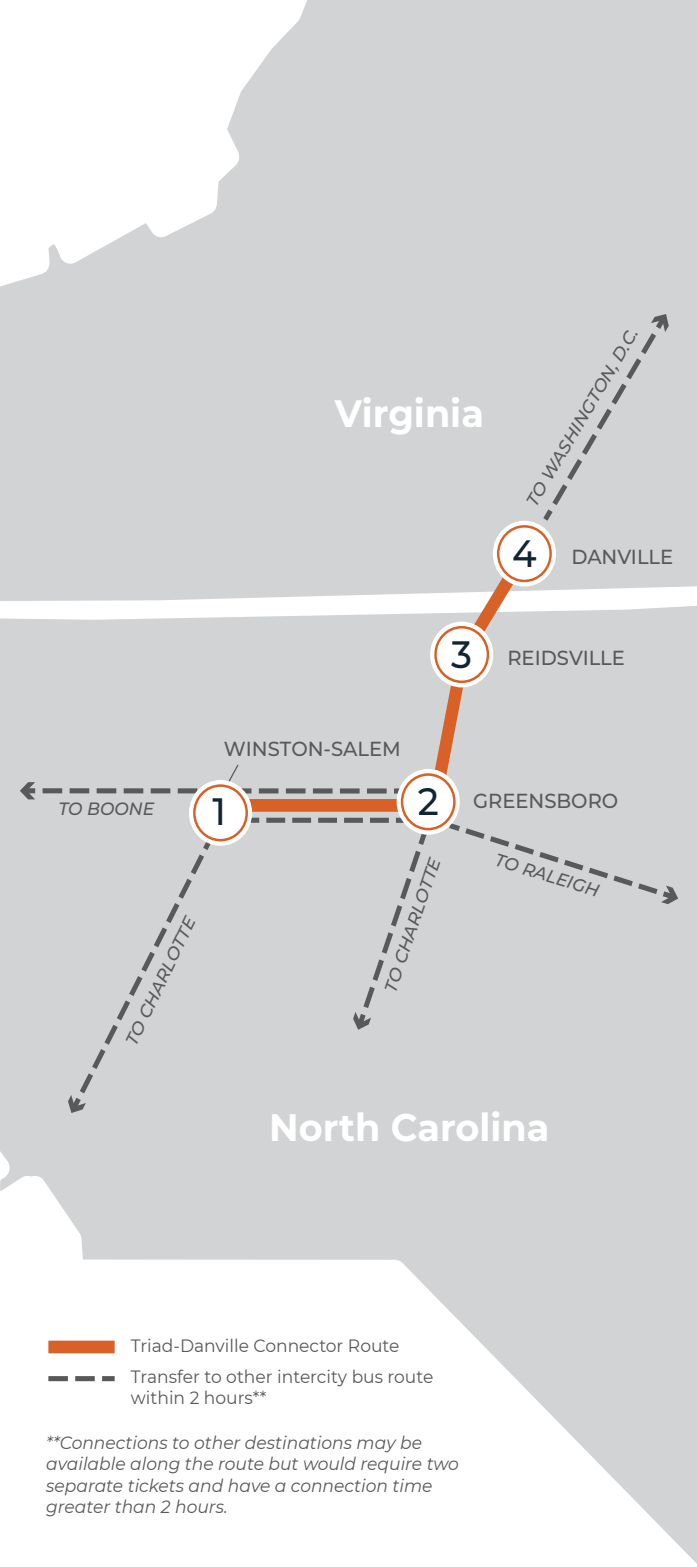 TO WASHINGTON, D.C.
Virginia
4
DANVILLE
3
REIDSVILLE
WINSTON-SALEM
1
2
GREENSBORO
TO BOONE
TO RALEIGH
TO CHARLOTTE
TO CHARLOTTE
North Carolina
Triad-Danville Connector Route
Transfer to other intercity bus route
within 2 hours**
**Connections to other destinations may be
available along the route but would require two
separate tickets and have a connection time
greater than 2 hours.